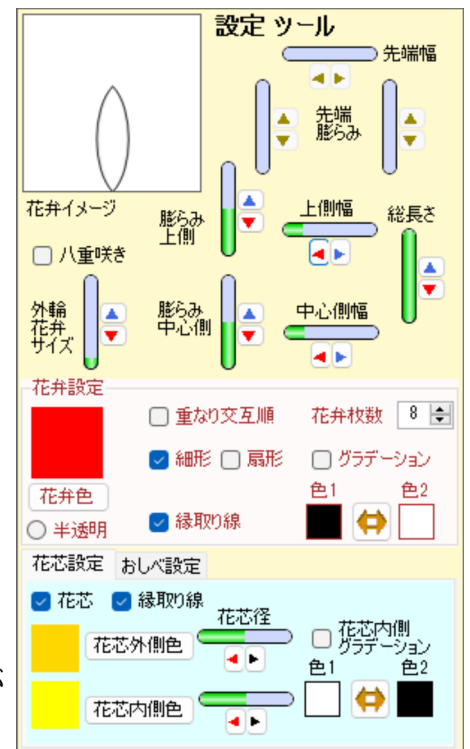 設定 ツール
先端幅
先端
膨らみ
花弁イメージ
膨らみ
上側
上側幅
総長さ
八重咲き
外輪
花弁
サイズ
膨らみ
中心側
中心側幅
花弁設定
重なり交互順
花弁枚数 8
細形 扇形 グラデーション
花弁色
色1 色2
半透明
縁取り線
花芯設定 おしべ設定
花芯 縁取り線
花芯径
花芯外側色
花芯内側
グラデーション
色1 色2
花芯内側色